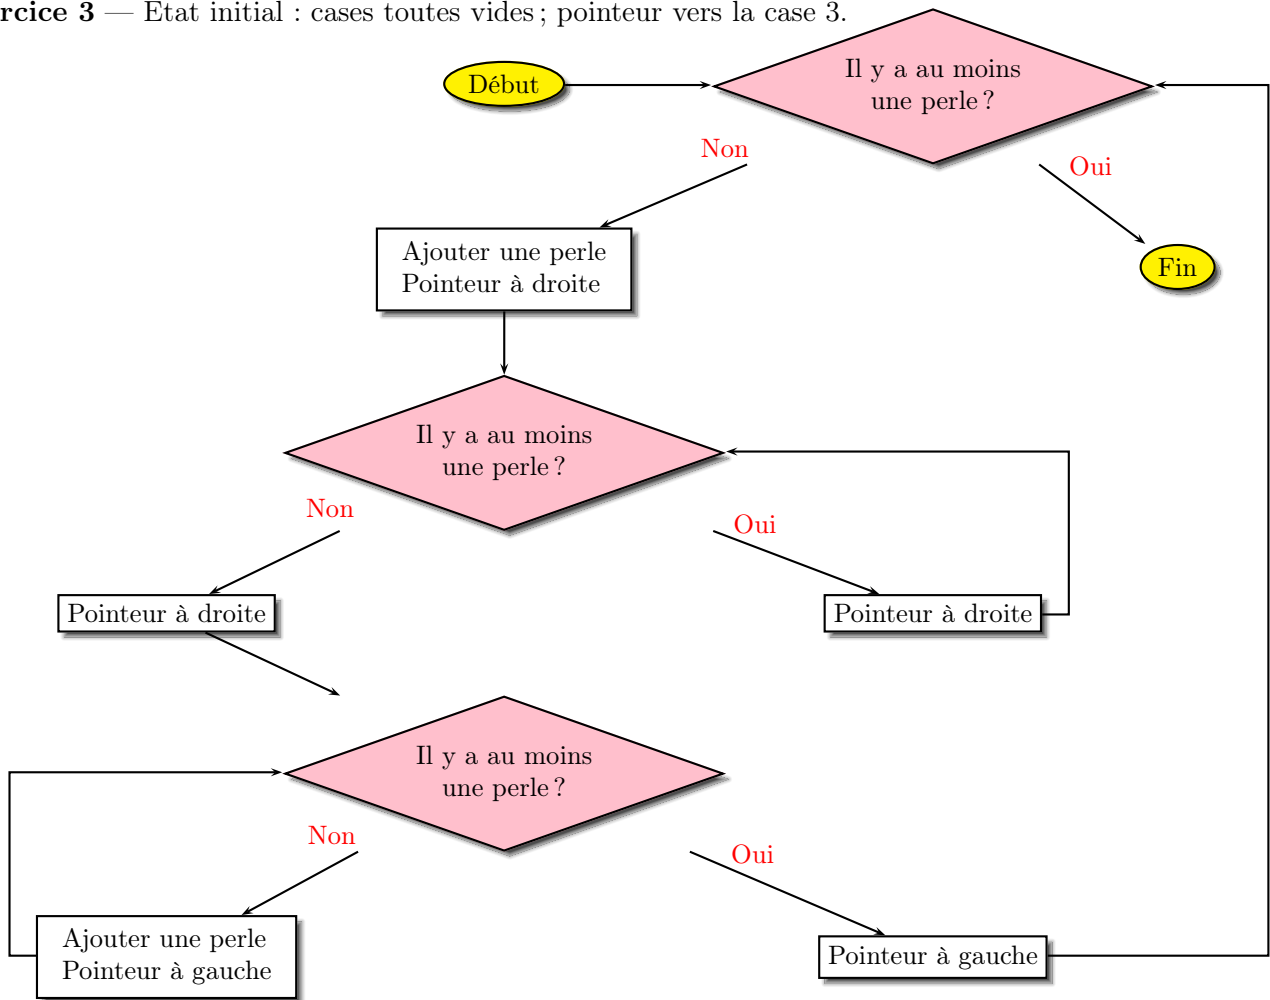 rcice 3 — Etat initial : cases toutes vides ; pointeur vers la case 3.
Début
Il y a au moins
une perle ?
Non
Oui
Ajouter une perle
Pointeur à droite
Fin
Il y a au moins
une perle ?
Non
Oui
Pointeur à droite
Pointeur à droite
Il y a au moins
une perle ?
Non
Oui
Ajouter une perle
Pointeur à gauche
Pointeur à gauche